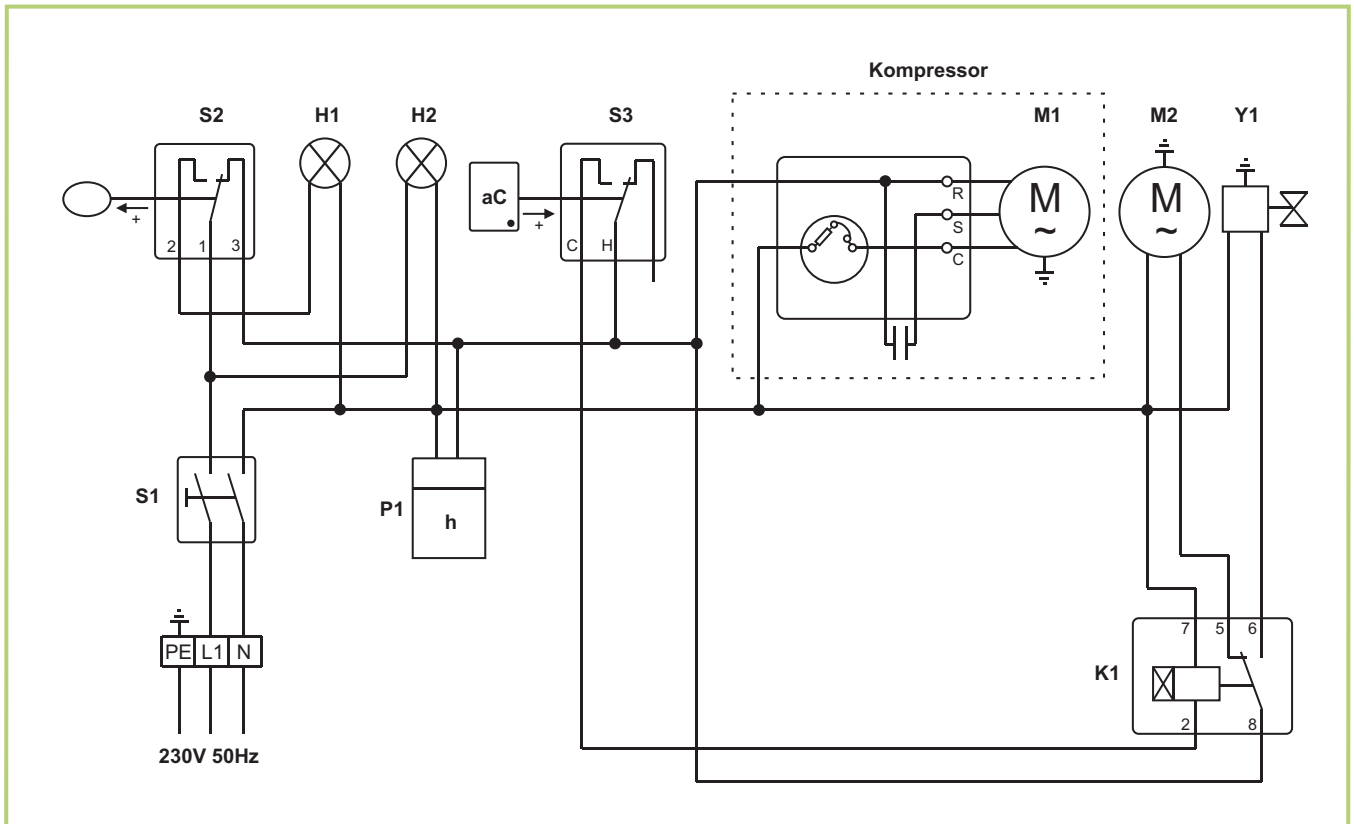 Kompressor
S2 H1 H2 S3 M1 M2 Y1
aC
+
+
2 1 3
C H
R
S
C
M
~
M
~
S1
P1
h
PE L1 N
230V 50Hz
K1
7 5 6
2 8